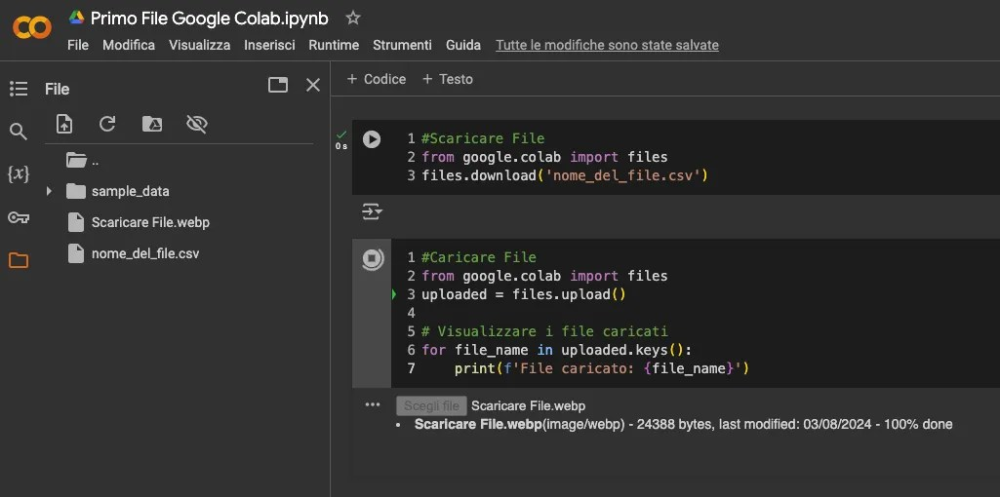 Primo File Google Colab.ipynb
File Modifica Visualizza Inserisci Runtime Strumenti Guida Tutte le modifiche sono state salvate
File
+ Codice + Testo
..
sample_data
Scaricare File.webp
nome_del_file.csv
{x}
0 s
1 #Scaricare File
2 from google.colab import files
3 files.download('nome_del_file.csv')
1 #Caricare File
2 from google.colab import files
3 uploaded = files.upload()
4
5 # Visualizzare i file caricati
6 for file_name in uploaded.keys():
7     print(f'File caricato: {file_name}')
Scegli file Scaricare File.webp
• Scaricare File.webp(image/webp) - 24388 bytes, last modified: 03/08/2024 - 100% done